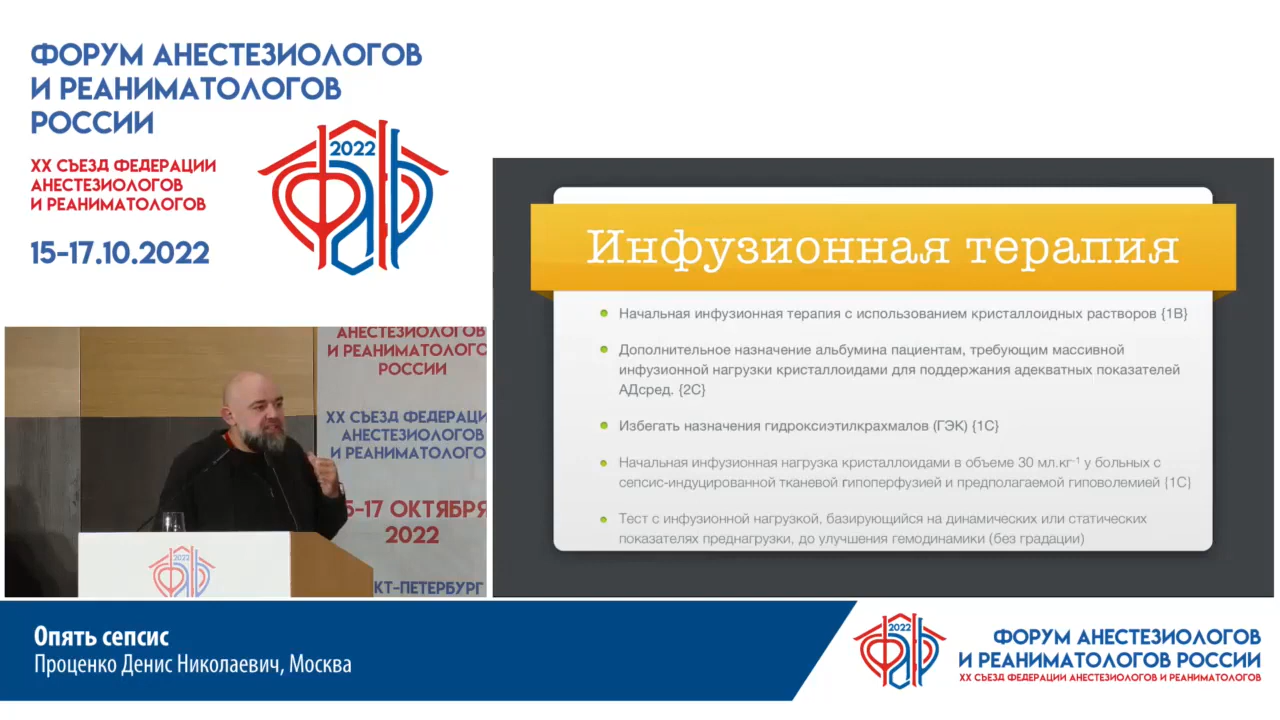 ФОРУМ АНЕСТЕЗИОЛОГОВ
И РЕАНИМАТОЛОГОВ
РОССИИ
XX СЪЕЗД ФЕДЕРАЦИИ
АНЕСТЕЗИОЛОГОВ
И РЕАНИМАТОЛОГОВ
15-17.10.2022
2022
ФАР
Инфузионная терапия
Начальная инфузионная терапия с использованием кристаллоидных растворов {1B}
Дополнительное назначение альбумина пациентам, требующим массивной
инфузионной нагрузки кристаллоидами для поддержания адекватных показателей
АДсред. {2C}
Избегать назначения гидроксиэтилкрахмалов (ГЭК) {1C}
Начальная инфузионная нагрузка кристаллоидами в объеме 30 мл.кг⁻¹ у больных с
сепсис-индуцированной тканевой гипоперфузией и предполагаемой гиповолемией {1C}
Тест с инфузионной нагрузкой, базирующийся на динамических или статических
показателях преднагрузки, до улучшения гемодинамики (без градации)
АНЕСТЕЗИОЛОГОВ
И РЕАНИМАТОЛОГО
РОССИИ
XX СЪЕЗД ФЕДЕРАЦИ
АНЕСТЕЗИОЛОГОВ
И РЕАНИМАТОЛОГО
5-17 ОКТЯБРЯ
2022
КТ-ПЕТЕРБУРГ
2022
ФАР
Опять сепсис
Проценко Денис Николаевич, Москва
2022
ФАР
ФОРУМ АНЕСТЕЗИОЛОГОВ
И РЕАНИМАТОЛОГОВ РОССИИ
XX СЪЕЗД ФЕДЕРАЦИИ АНЕСТЕЗИОЛОГОВ И РЕАНИМАТОЛОГОВ